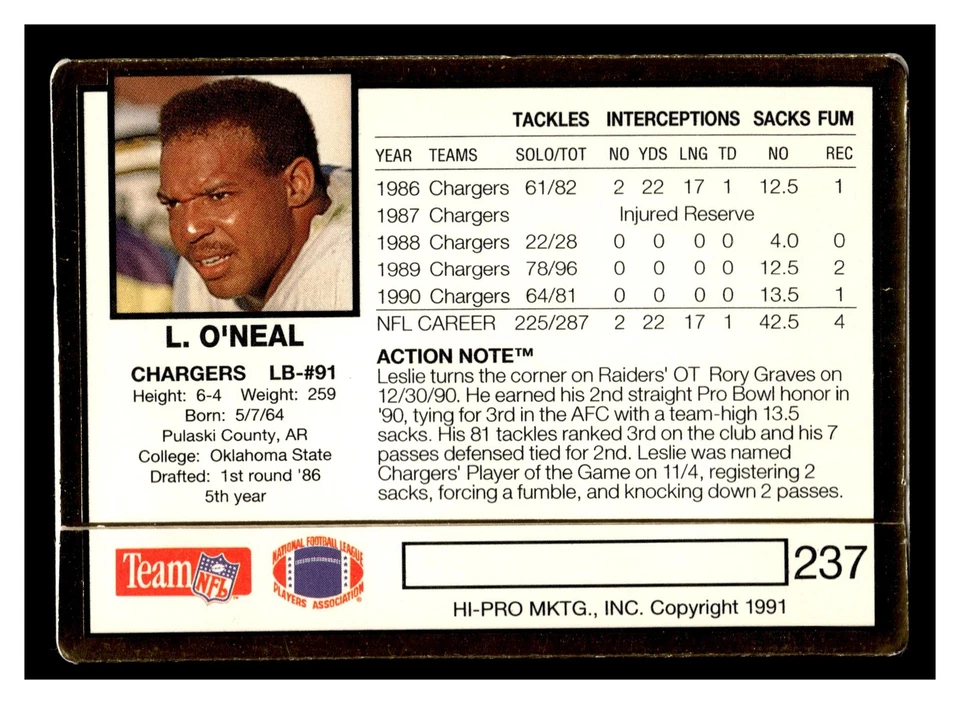 TACKLES INTERCEPTIONS SACKS FUM
YEAR TEAMS SOLO/TOT NO YDS LNG TD NO REC
1986 Chargers 61/82 2 22 17 1 12.5 1
1987 Chargers Injured Reserve
1988 Chargers 22/28 0 0 0 0 4.0 0
1989 Chargers 78/96 0 0 0 0 12.5 2
1990 Chargers 64/81 0 0 0 0 13.5 1
NFL CAREER 225/287 2 22 17 1 42.5 4
L. O'NEAL
CHARGERS LB-#91
Height: 6-4 Weight: 259
Born: 5/7/64
Pulaski County, AR
College: Oklahoma State
Drafted: 1st round '86
5th year
ACTION NOTE™
Leslie turns the corner on Raiders' OT Rory Graves on
12/30/90. He earned his 2nd straight Pro Bowl honor in
'90, tying for 3rd in the AFC with a team-high 13.5
sacks. His 81 tackles ranked 3rd on the club and his 7
passes defensed tied for 2nd. Leslie was named
Chargers' Player of the Game on 11/4, registering 2
sacks, forcing a fumble, and knocking down 2 passes.
Team NFL™
NATIONAL FOOTBALL LEAGUE
PLAYERS ASSOCIATION®
237
HI-PRO MKTG., INC. Copyright 1991